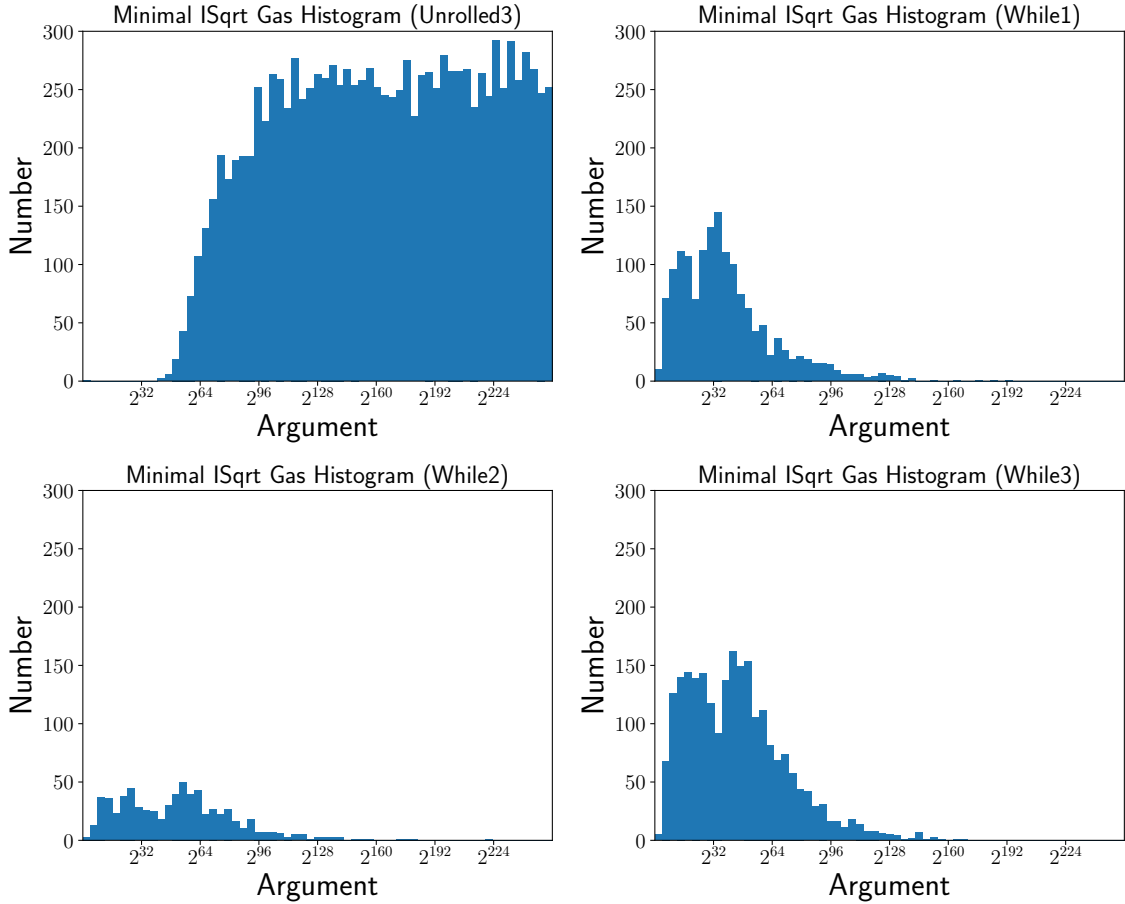 Minimal ISqrt Gas Histogram (Unrolled3)
300
250
200
150
100
50
0
Number
2^32 2^64 2^96 2^128 2^160 2^192 2^224
Argument
Minimal ISqrt Gas Histogram (While1)
300
250
200
150
100
50
0
Number
2^32 2^64 2^96 2^128 2^160 2^192 2^224
Argument
Minimal ISqrt Gas Histogram (While2)
300
250
200
150
100
50
0
Number
2^32 2^64 2^96 2^128 2^160 2^192 2^224
Argument
Minimal ISqrt Gas Histogram (While3)
300
250
200
150
100
50
0
Number
2^32 2^64 2^96 2^128 2^160 2^192 2^224
Argument